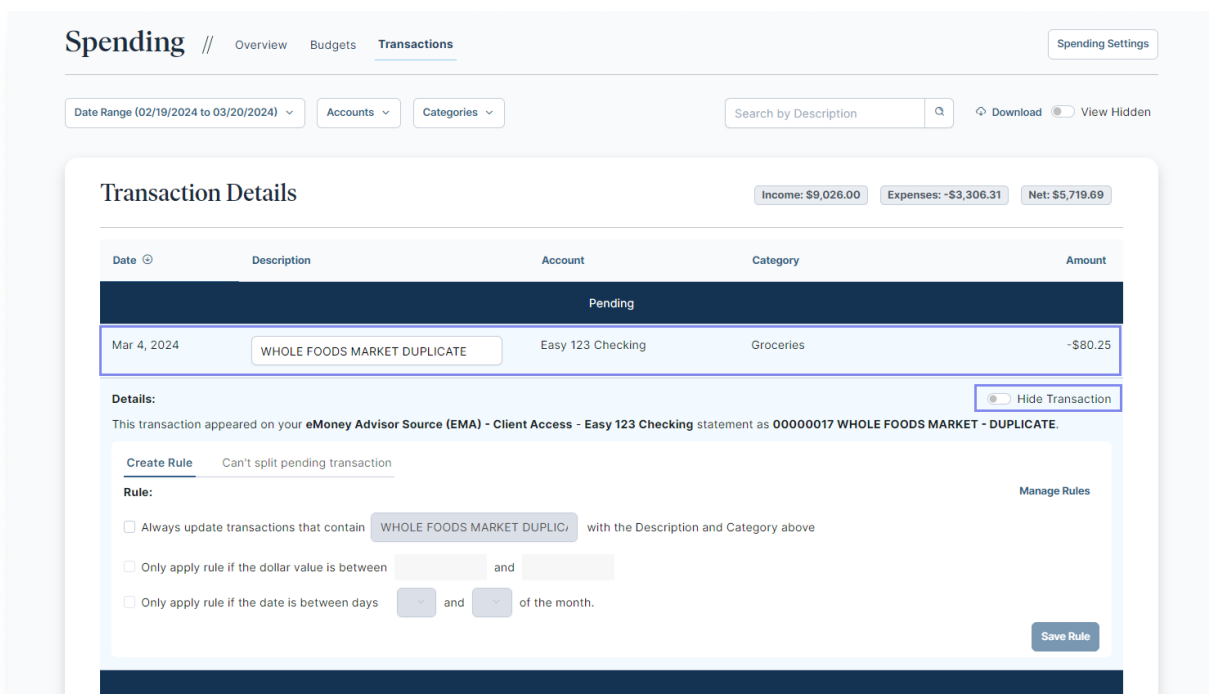 Spending // Overview Budgets Transactions Spending Settings
Date Range (02/19/2024 to 03/20/2024) Accounts Categories Search by Description Download View Hidden
Transaction Details Income: $9,026.00 Expenses: -$3,306.31 Net: $5,719.69
Date Description Account Category Amount
Pending
Mar 4, 2024 WHOLE FOODS MARKET DUPLICATE Easy 123 Checking Groceries -$80.25
Details: Hide Transaction
This transaction appeared on your eMoney Advisor Source (EMA) - Client Access - Easy 123 Checking statement as 00000017 WHOLE FOODS MARKET - DUPLICATE.
Create Rule Can't split pending transaction
Rule: Manage Rules
Always update transactions that contain WHOLE FOODS MARKET DUPLIC with the Description and Category above
Only apply rule if the dollar value is between and
Only apply rule if the date is between days and of the month.
Save Rule